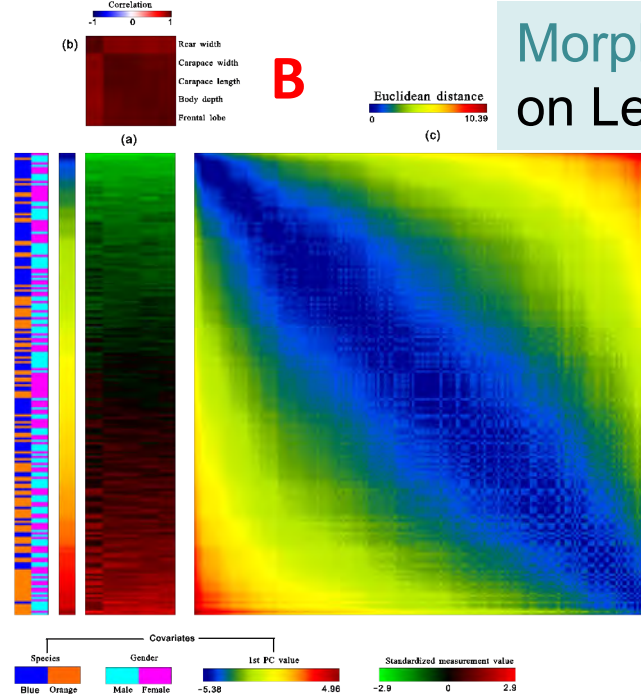 Correlation
-1 0 1
(b)
Rear width
Carapace width
Carapace length
Body depth
Frontal lobe
B
Morp
on Le
Euclidean distance
0 10.39
(a)
(c)
Covariates
Species
Blue Orange
Gender
Male Female
1st PC value
-5.38 4.96
Standardized measurement value
-2.9 0 2.9